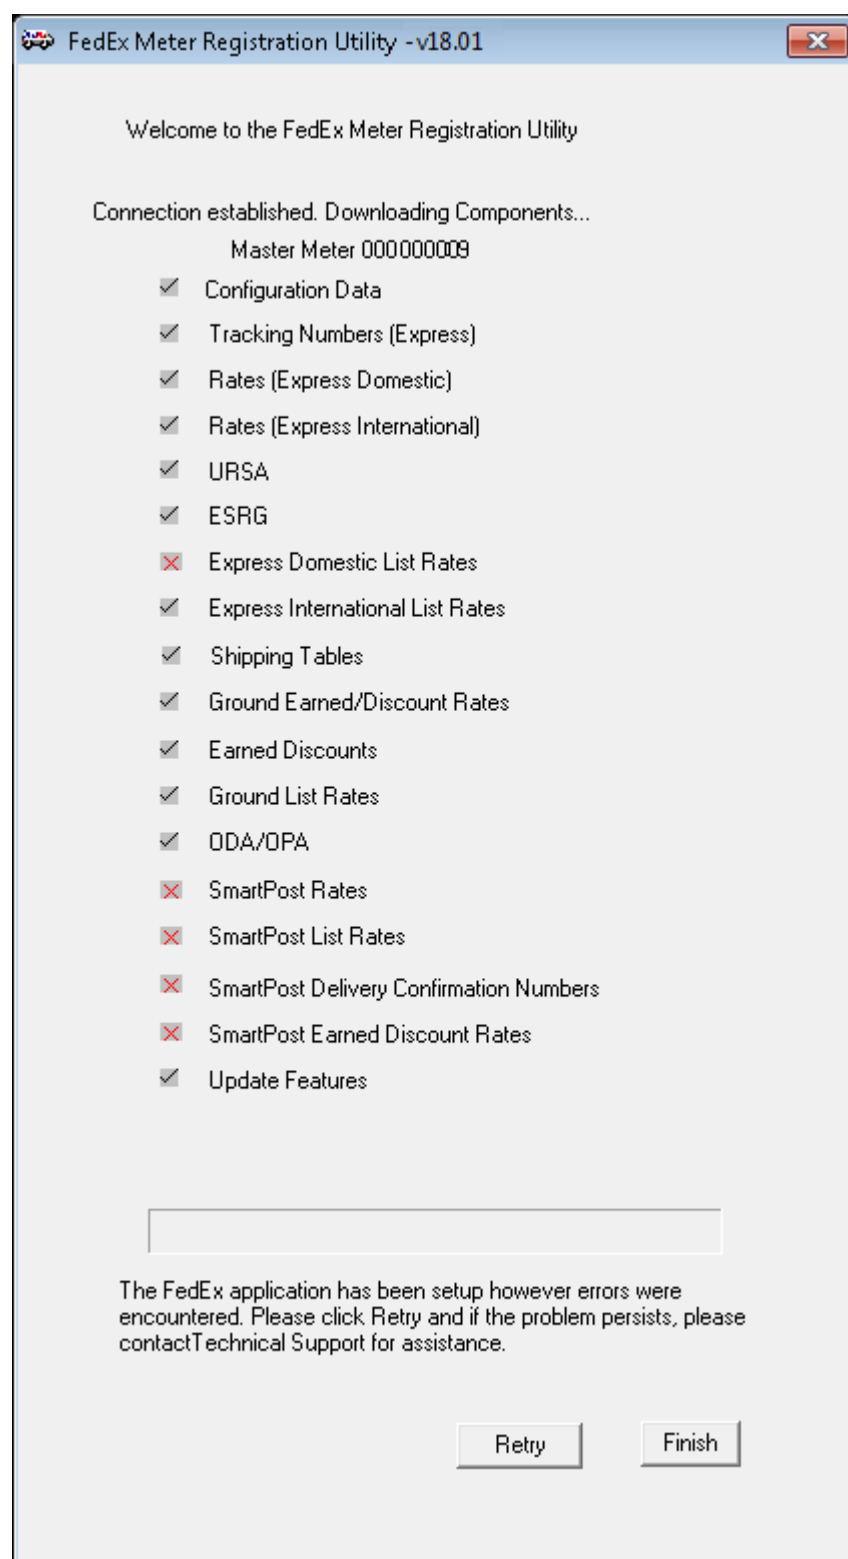 FedEx Meter Registration Utility - v18.01
Welcome to the FedEx Meter Registration Utility
Connection established. Downloading Components...
Master Meter 000000009
Configuration Data
Tracking Numbers (Express)
Rates (Express Domestic)
Rates (Express International)
URSA
ESRG
Express Domestic List Rates
Express International List Rates
Shipping Tables
Ground Earned/Discount Rates
Earned Discounts
Ground List Rates
ODA/OPA
SmartPost Rates
SmartPost List Rates
SmartPost Delivery Confirmation Numbers
SmartPost Earned Discount Rates
Update Features
The FedEx application has been setup however errors were
encountered. Please click Retry and if the problem persists, please
contactTechnical Support for assistance.
Retry
Finish